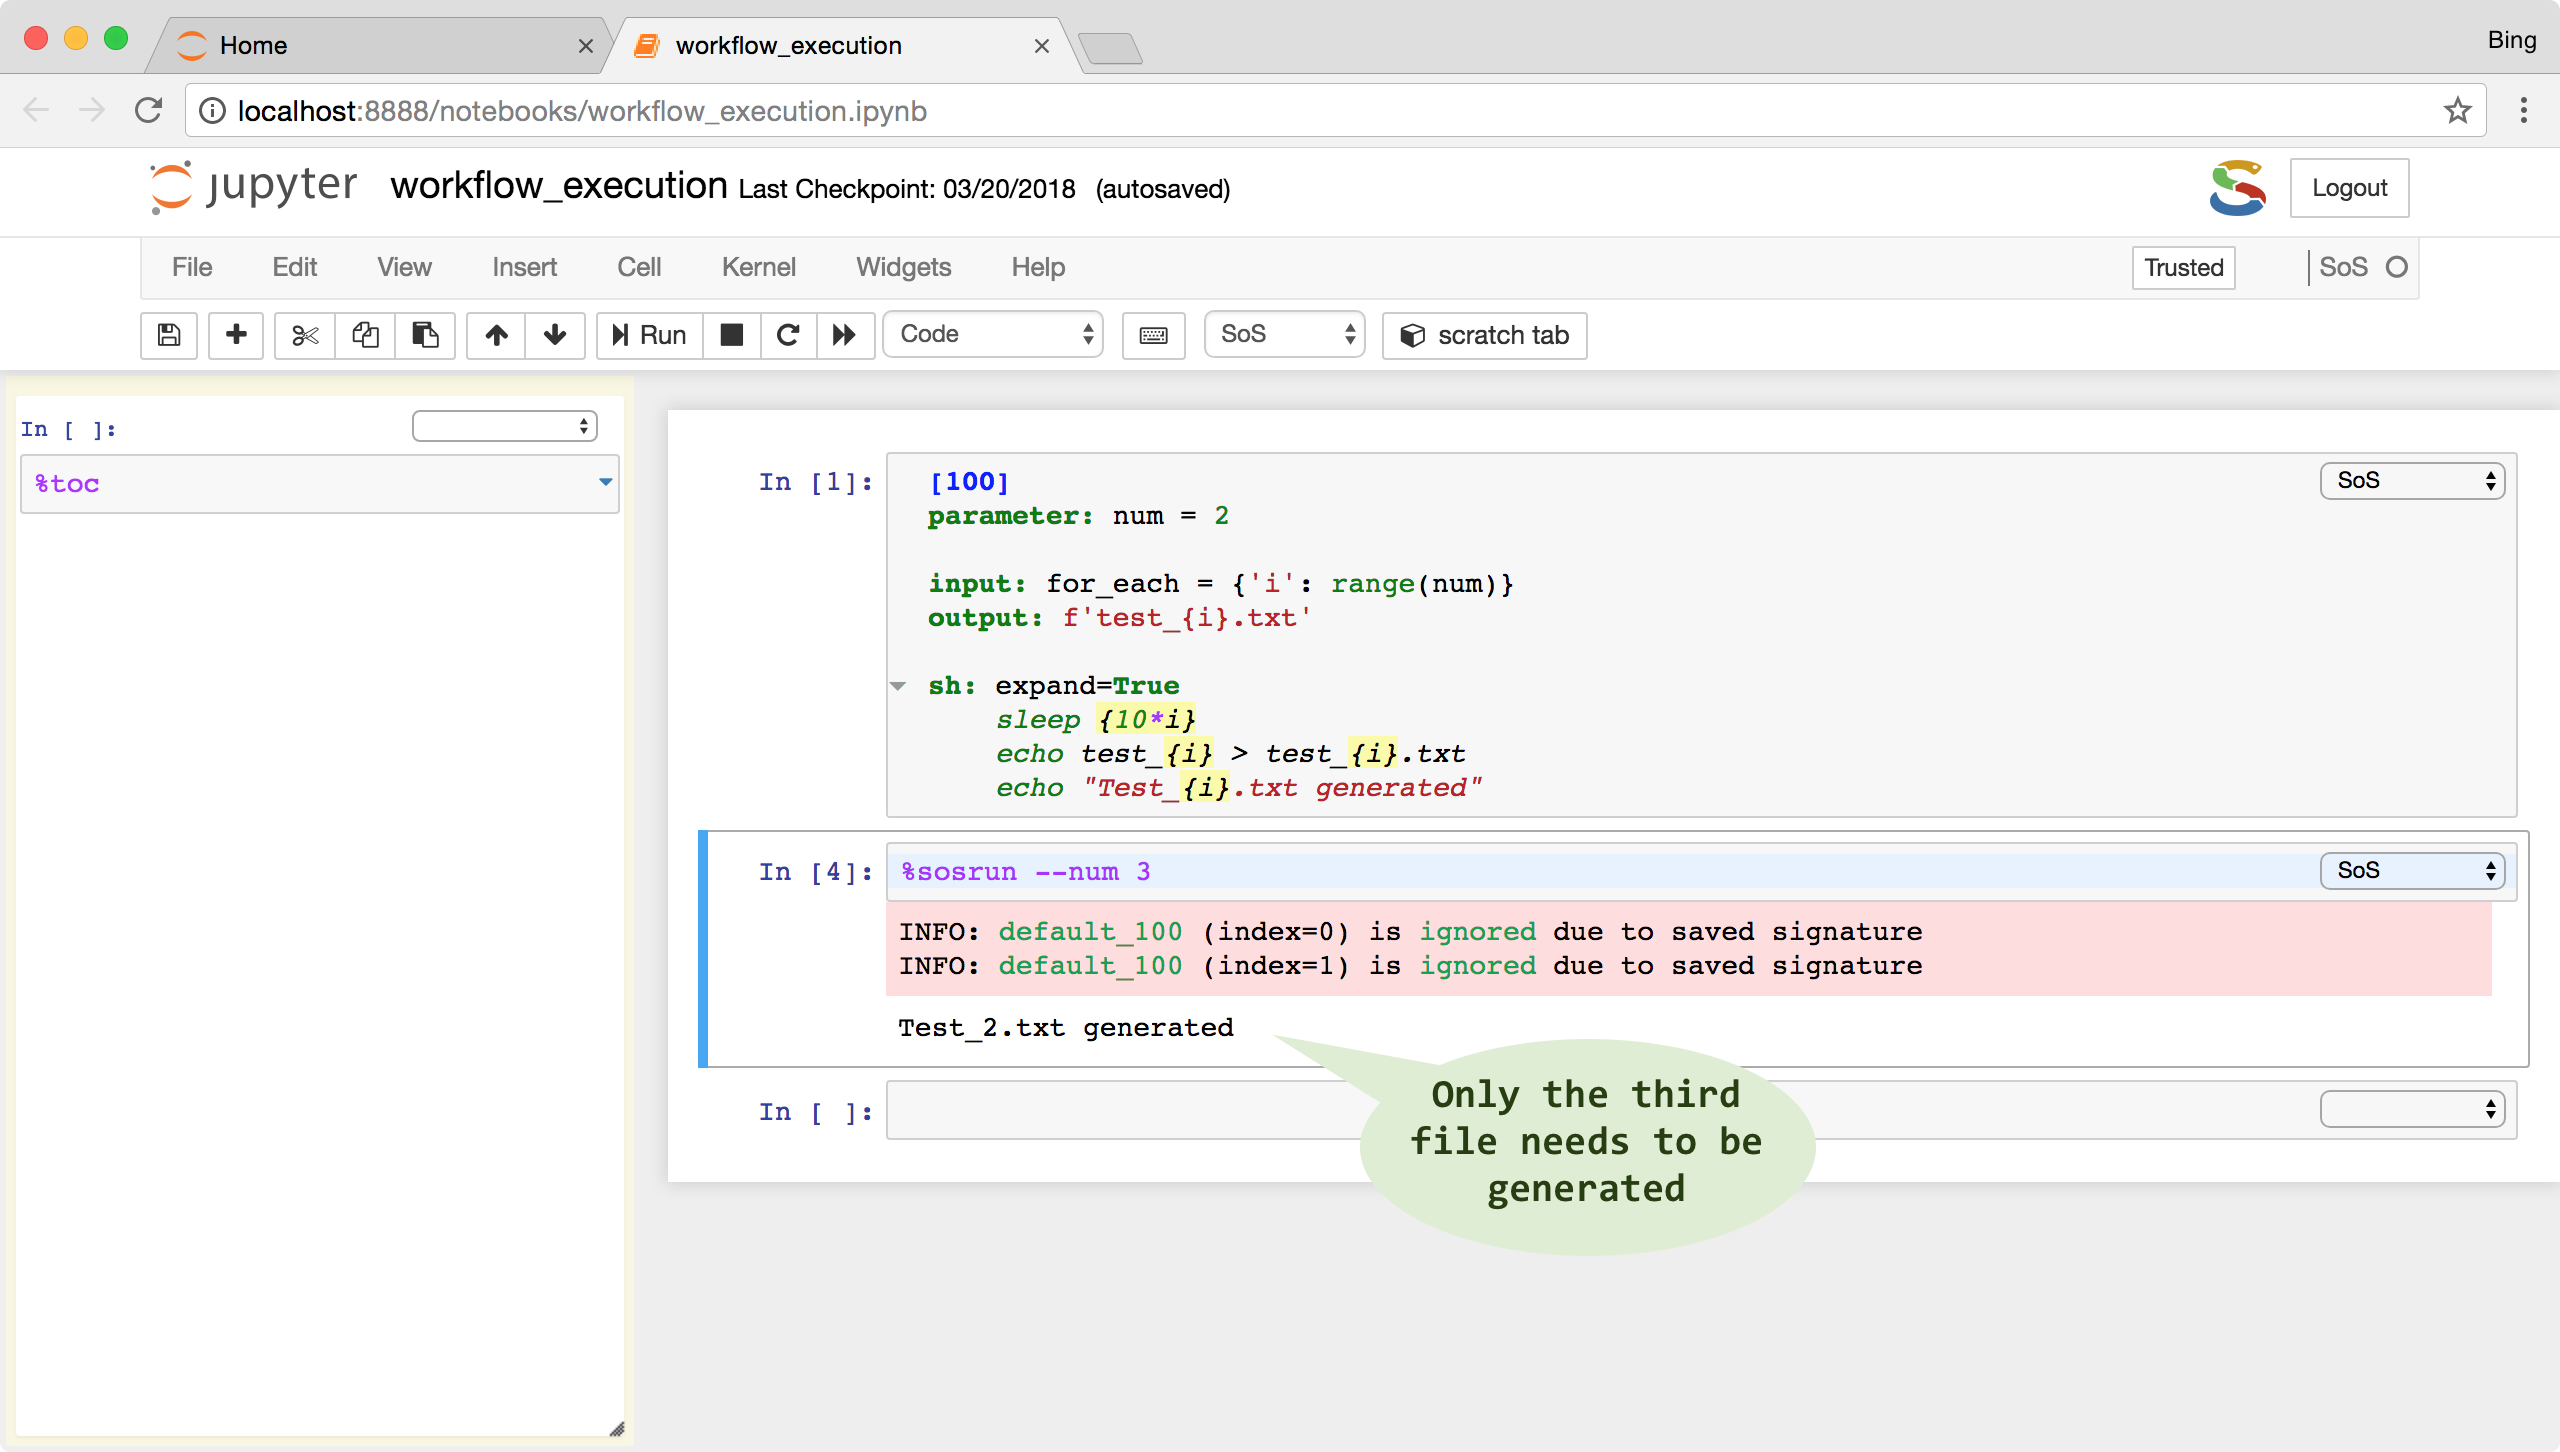 Home
workflow_execution
Bing
localhost:8888/notebooks/workflow_execution.ipynb
jupyter workflow_execution Last Checkpoint: 03/20/2018 (autosaved)
Logout
File Edit View Insert Cell Kernel Widgets Help
Trusted
SoS
Run
Code
SoS
scratch tab
In [ ]:
%toc
In [1]:
SoS
[100]
parameter: num = 2
input: for_each = {'i': range(num)}
output: f'test_{i}.txt'
sh: expand=True
sleep {10*i}
echo test_{i} > test_{i}.txt
echo "Test_{i}.txt generated"
In [4]:
%sosrun --num 3
SoS
INFO: default_100 (index=0) is ignored due to saved signature
INFO: default_100 (index=1) is ignored due to saved signature
Test_2.txt generated
In [ ]:
Only the third
file needs to be
generated